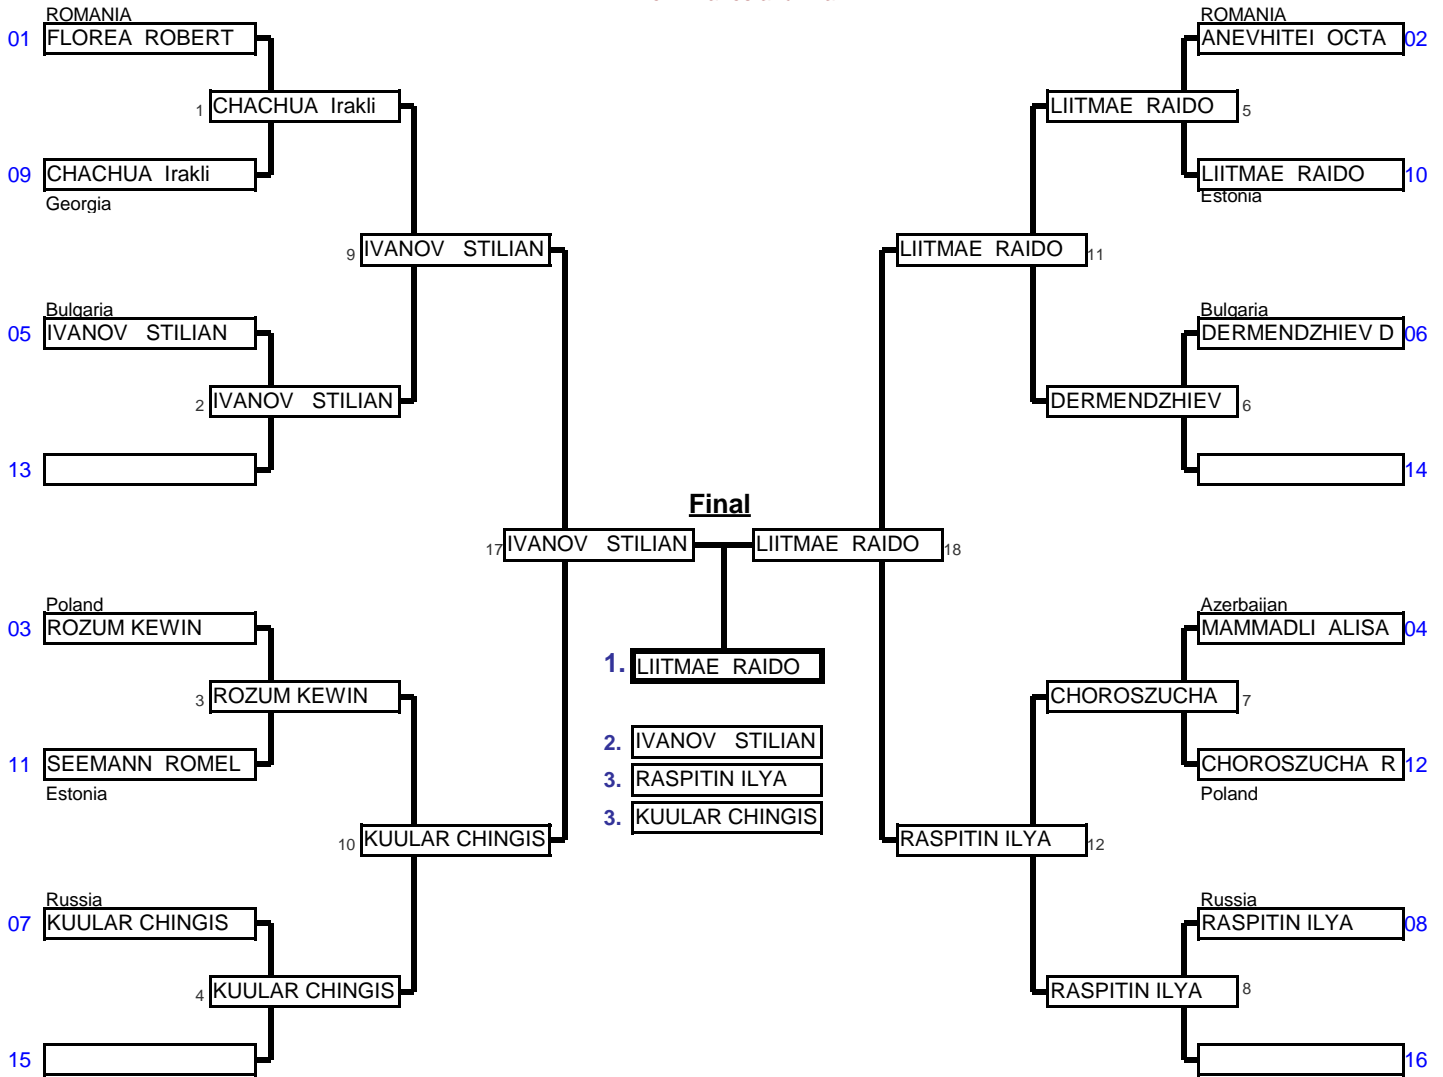 ROMANIA
01 FLOREA ROBERT
1 CHACHUA Irakli
09 CHACHUA Irakli
Georgia
9 IVANOV STILIAN
Bulgaria
05 IVANOV STILIAN
2 IVANOV STILIAN
13
17 IVANOV STILIAN
Poland
03 ROZUM KEWIN
3 ROZUM KEWIN
11 SEEMANN ROMEL
Estonia
10 KUULAR CHINGIS
Russia
07 KUULAR CHINGIS
4 KUULAR CHINGIS
15
Final
1. LIITMAE RAIDO
2. IVANOV STILIAN
3. RASPITIN ILYA
3. KUULAR CHINGIS
ROMANIA
ANEVHITEI OCTA 02
LIITMAE RAIDO 5
LIITMAE RAIDO 10
Estonia
LIITMAE RAIDO 11
Bulgaria
DERMENDZHIEV D 06
DERMENDZHIEV 6
14
LIITMAE RAIDO 18
Azerbaijan
MAMMADLI ALISA 04
CHOROSZUCHA 7
CHOROSZUCHA R 12
Poland
RASPITIN ILYA 12
Russia
RASPITIN ILYA 08
RASPITIN ILYA 8
16